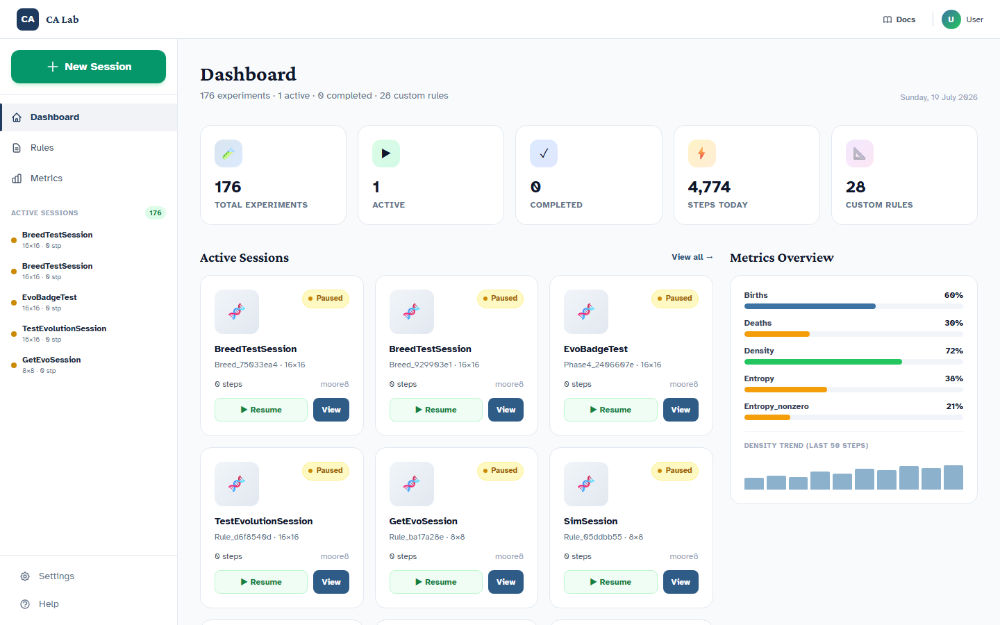 CA
CA Lab
Docs
U
User
New Session
Dashboard
Rules
Metrics
ACTIVE SESSIONS
176
BreedTestSession
16×16 · 0 stp
BreedTestSession
16×16 · 0 stp
EvoBadgeTest
16×16 · 0 stp
TestEvolutionSession
16×16 · 0 stp
GetEvoSession
8×8 · 0 stp
Settings
Help
Dashboard
176 experiments · 1 active · 0 completed · 28 custom rules
Sunday, 19 July 2026
176
TOTAL EXPERIMENTS
1
ACTIVE
0
COMPLETED
4,774
STEPS TODAY
28
CUSTOM RULES
Active Sessions
View all →
Paused
BreedTestSession
Breed_75033ea4 · 16×16
0 steps
moore8
▶ Resume
View
Paused
BreedTestSession
Breed_929903e1 · 16×16
0 steps
moore8
▶ Resume
View
Paused
EvoBadgeTest
Phase4_2406607e · 16×16
0 steps
moore8
▶ Resume
View
Paused
TestEvolutionSession
Rule_d6f8540d · 16×16
0 steps
moore8
▶ Resume
View
Paused
GetEvoSession
Rule_ba17a28e · 8×8
0 steps
moore8
▶ Resume
View
Paused
SimSession
Rule_05ddbb55 · 8×8
0 steps
moore8
▶ Resume
View
Metrics Overview
Births
60%
Deaths
30%
Density
72%
Entropy
38%
Entropy_nonzero
21%
DENSITY TREND (LAST 50 STEPS)